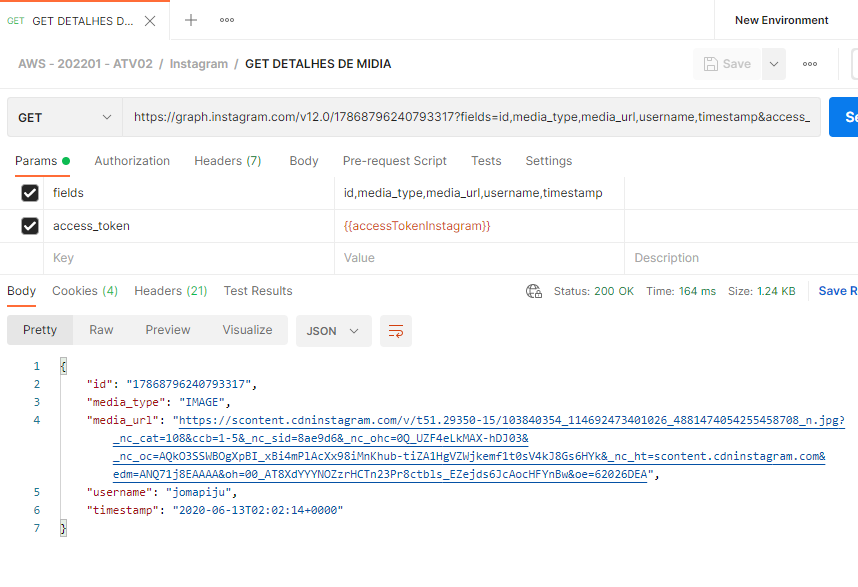 GET GET DETALHES D...
New Environment
AWS - 202201 - ATV02 / Instagram / GET DETALHES DE MIDIA
Save
GET
https://graph.instagram.com/v12.0/17868796240793317?fields=id,media_type,media_url,username,timestamp&access_
Se
Params Authorization Headers (7) Body Pre-request Script Tests Settings
fields id,media_type,media_url,username,timestamp
access_token {{accessTokenInstagram}}
Key Value Description
Body Cookies (4) Headers (21) Test Results Status: 200 OK Time: 164 ms Size: 1.24 KB Save R
Pretty Raw Preview Visualize JSON
1 {
2 "id": "17868796240793317",
3 "media_type": "IMAGE",
4 "media_url": "https://scontent.cdninstagram.com/v/t51.29350-15/103840354_114692473401026_4881474054255458708_n.jpg?
_nc_cat=108&ccb=1-5&_nc_sid=8ae9d6&_nc_ohc=0Q_UZF4eLkMAX-hDJ03&
_nc_oc=AQkO3SSWBOgXpBI_xBi4mPlAcXx98iMnKhub-tiZA1HgVZWjkemf1t0sV4kJ8Gs6HYk&_nc_ht=scontent.cdninstagram.com&
edm=ANQ71j8EAAAA&oh=00_AT8XdYYYNOZzrHCTn23Pr8ctbls_EZejds6JcAocHFYnBw&oe=62026DEA",
5 "username": "jomapiju",
6 "timestamp": "2020-06-13T02:02:14+0000"
7 }